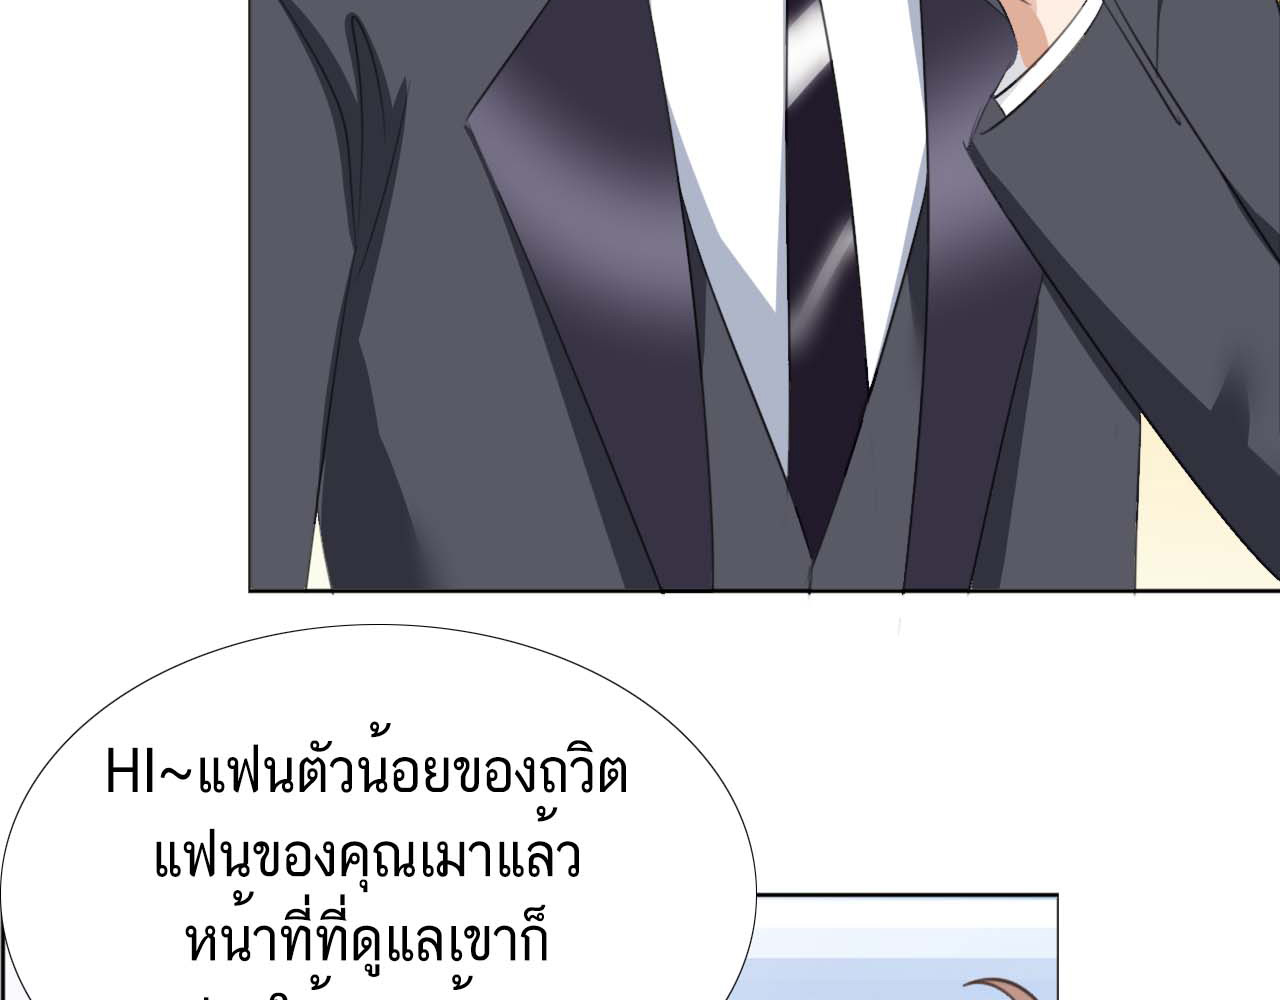 HI~แฟนตัวน้อยของถวิต
แฟนของคุณเมาแล้ว
หน้าที่ที่ดูแลเขาก็